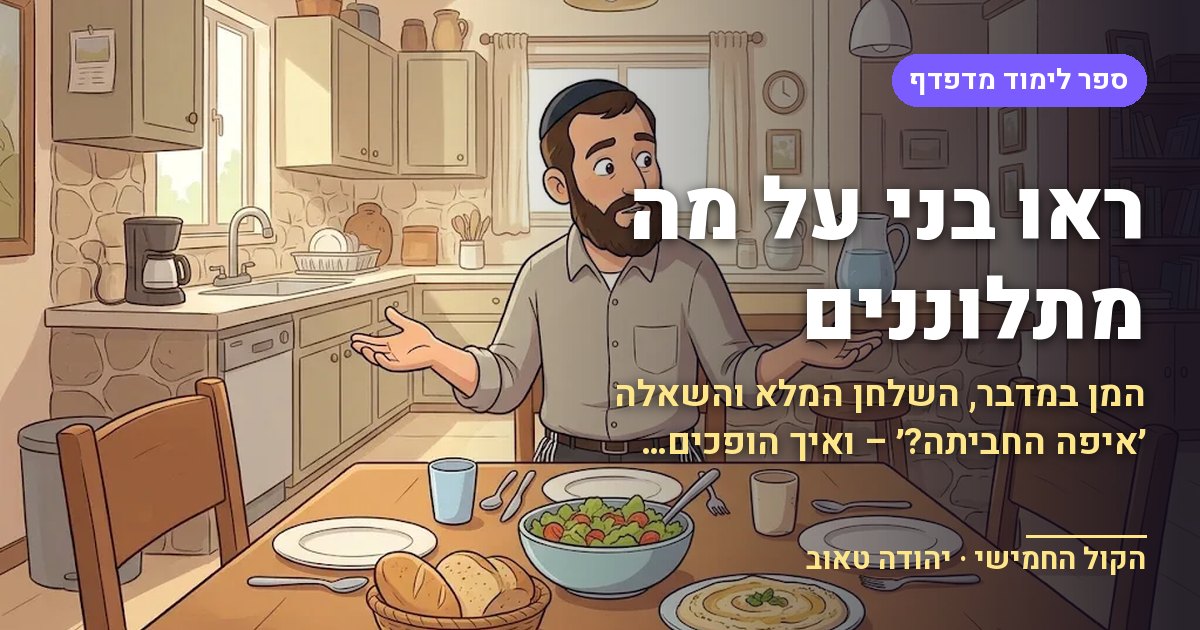 ספר לימוד מדפדף
ראו בני על מה
מתלוננים
המן במדבר, השלחן המלא והשאלה
'איפה החביתה?' – ואיך הופכים...
הקול החמישי · יהודה טאוב